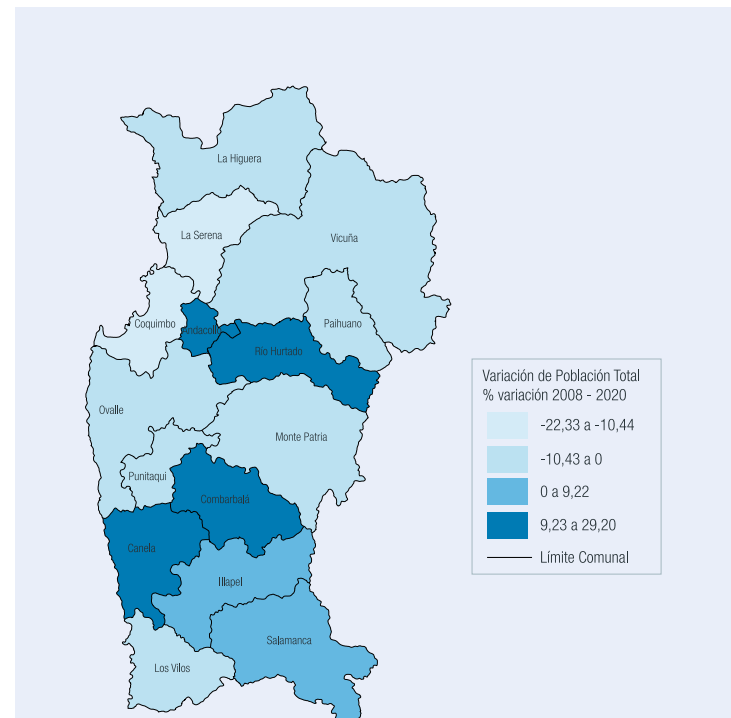 La Higuera
La Serena
Vicuña
Coquimbo
Andacollo
Paihuano
Río Hurtado
Ovalle
Monte Patria
Punitaqui
Combarbalá
Canela
Illapel
Salamanca
Los Vilos
Variación de Población Total
% variación 2008 - 2020
-22,33 a -10,44
-10,43 a 0
0 a 9,22
9,23 a 29,20
Límite Comunal